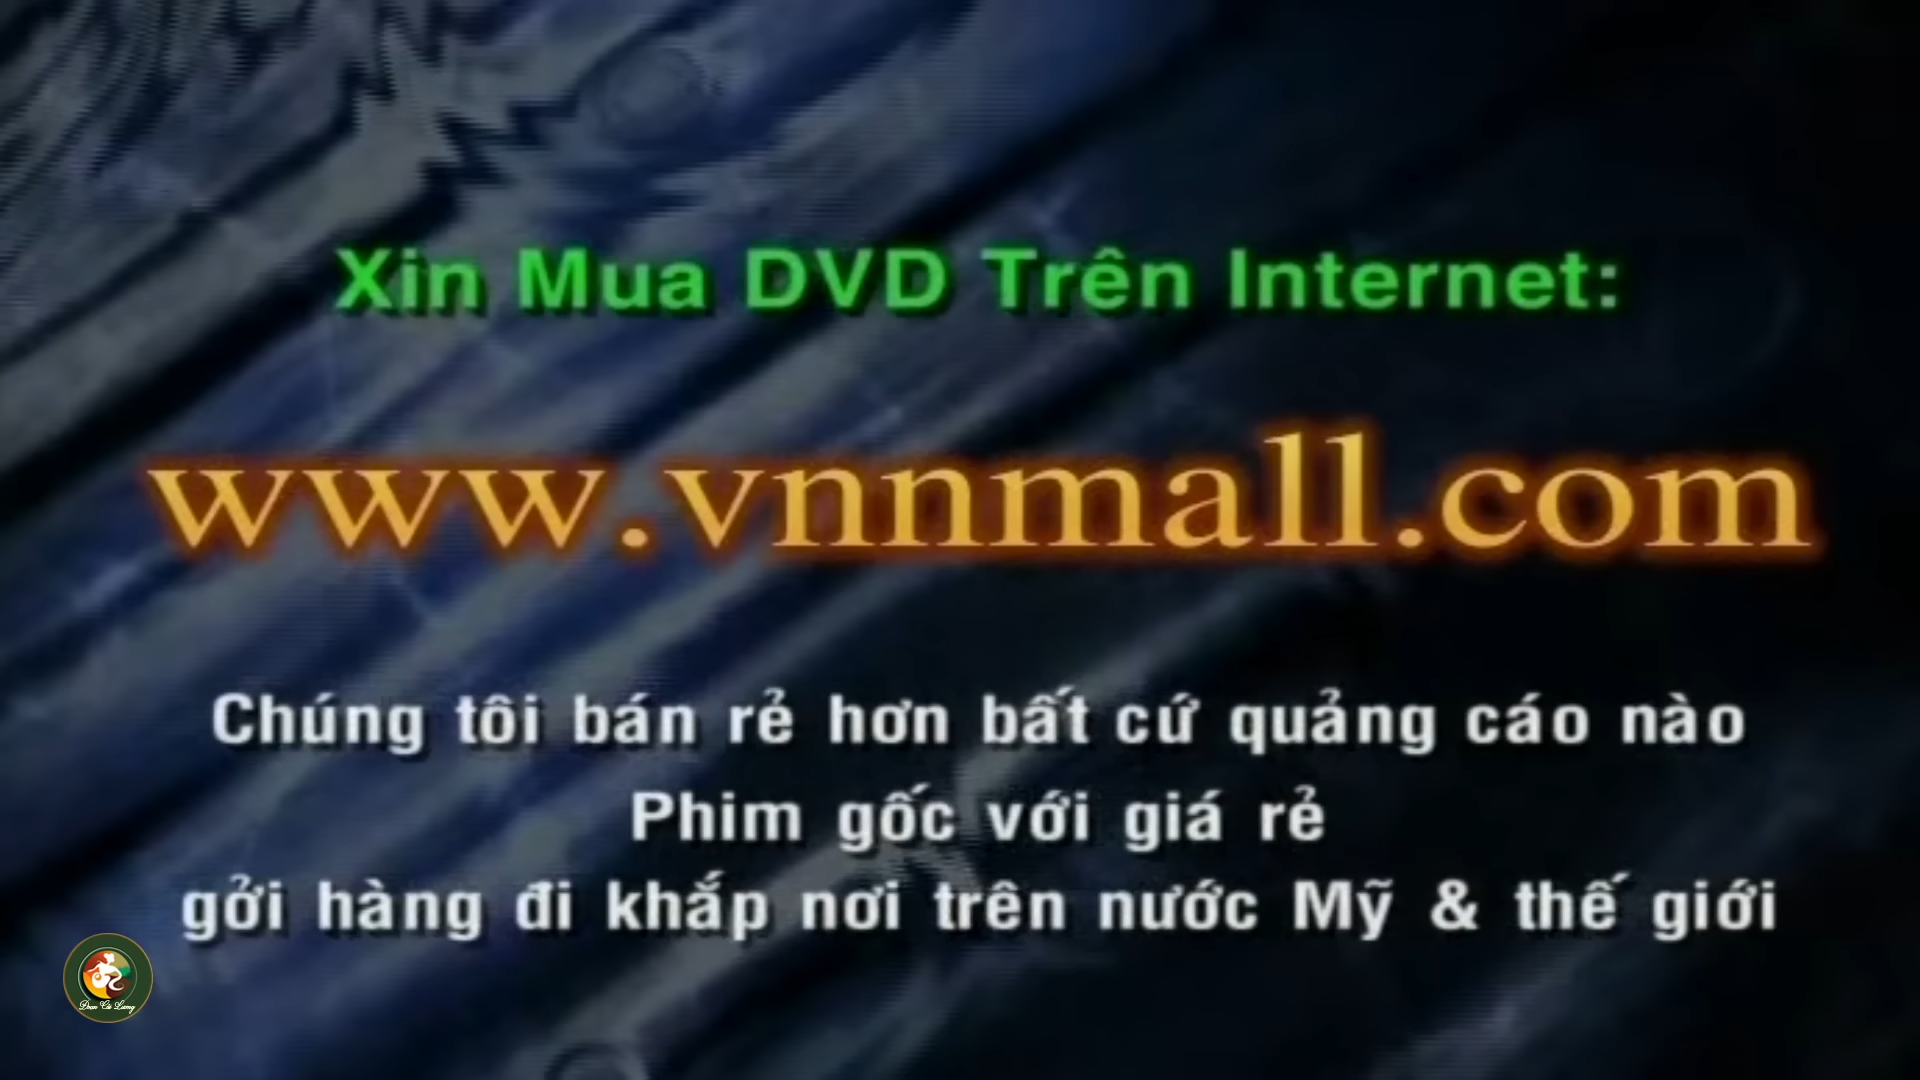 Xin Mua DVD Trên Internet:
www.vnnmall.com
Chúng tôi bán rẻ hơn bất cứ quảng cáo nào
Phim gốc với giá rẻ
gởi hàng đi khắp nơi trên nước Mỹ & thế giới